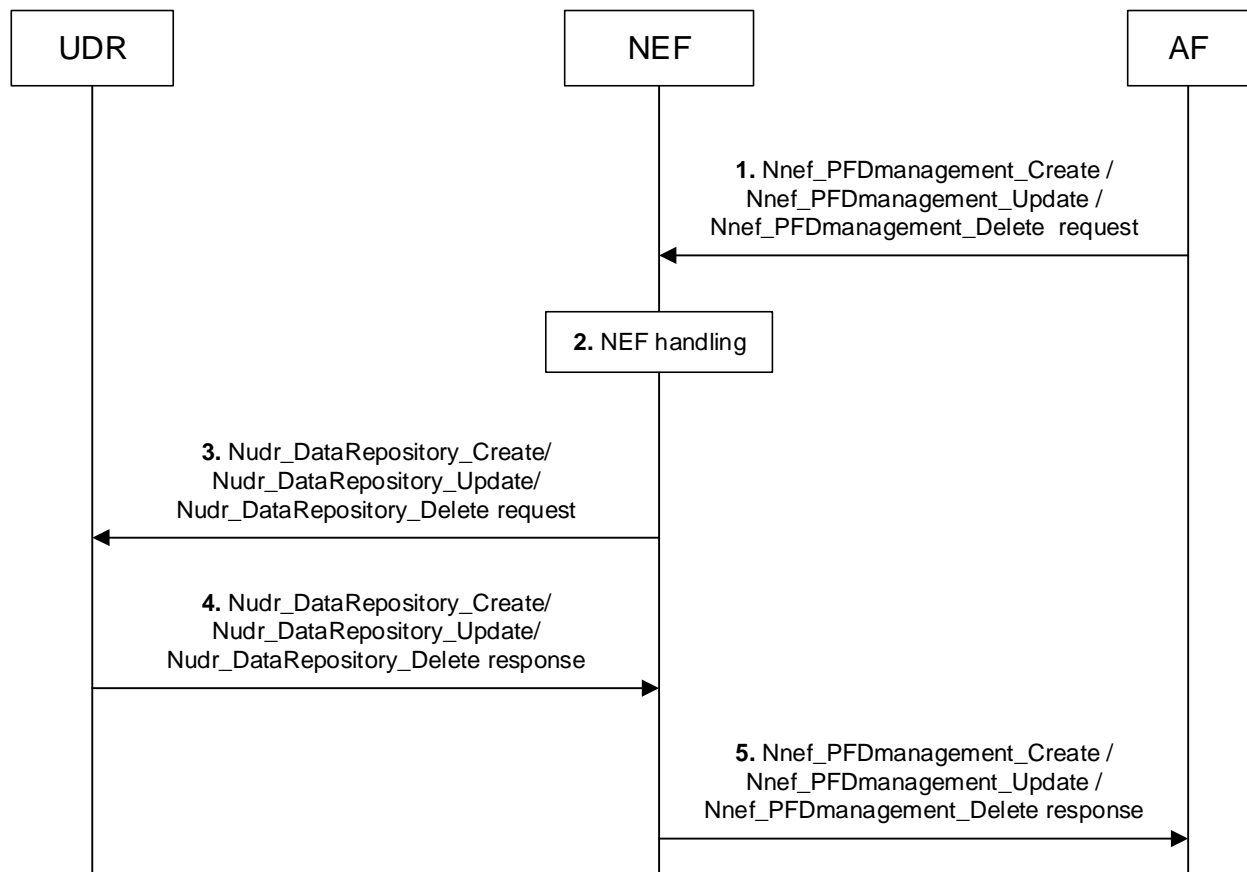 UDR
NEF
AF
1. Nnef_PFDmanagement_Create /
Nnef_PFDmanagement_Update /
Nnef_PFDmanagement_Delete  request
2. NEF handling
3. Nudr_DataRepository_Create/
Nudr_DataRepository_Update/
Nudr_DataRepository_Delete request
4. Nudr_DataRepository_Create/
Nudr_DataRepository_Update/
Nudr_DataRepository_Delete response
5. Nnef_PFDmanagement_Create /
Nnef_PFDmanagement_Update /
Nnef_PFDmanagement_Delete response